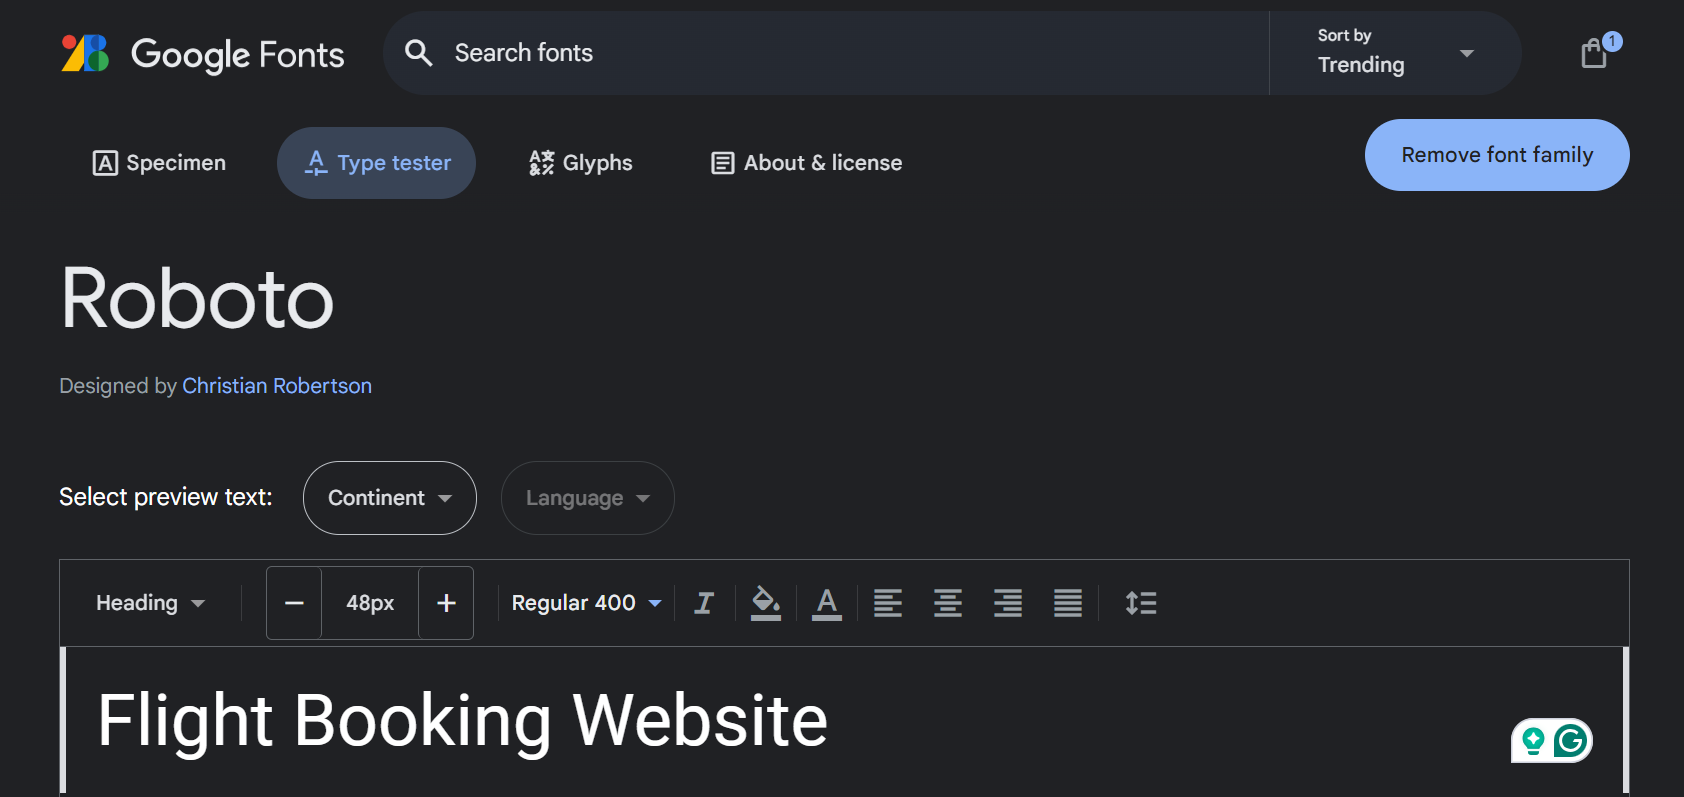 Google Fonts
Search fonts
Sort by
Trending
1
Specimen
Type tester
Glyphs
About & license
Remove font family
Roboto
Designed by Christian Robertson
Select preview text:
Continent
Language
Heading
48px
Regular 400
Flight Booking Website